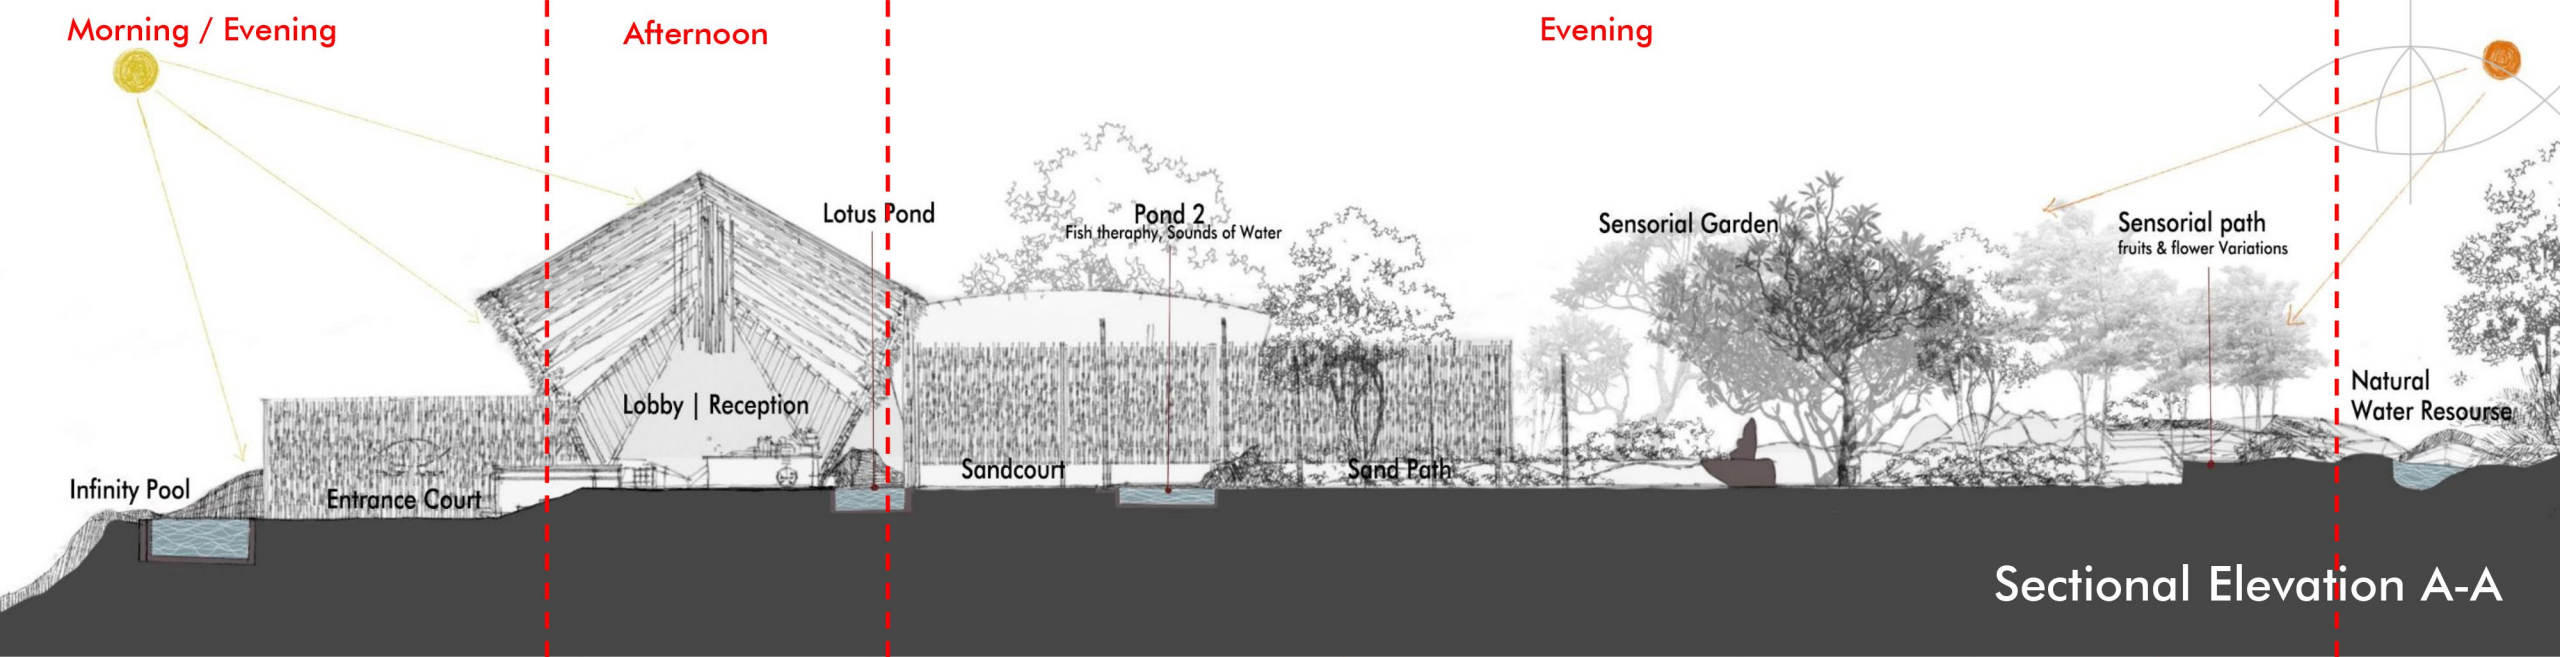 Morning / Evening
Afternoon
Evening
Lotus Pond
Pond 2
Fish theraphy, Sounds of Water
Sensorial Garden
Sensorial path
fruits & flower Variations
Natural
Water Resourse
Lobby | Reception
Infinity Pool
Entrance Court
Sandcourt
Sand Path
Sectional Elevation A-A